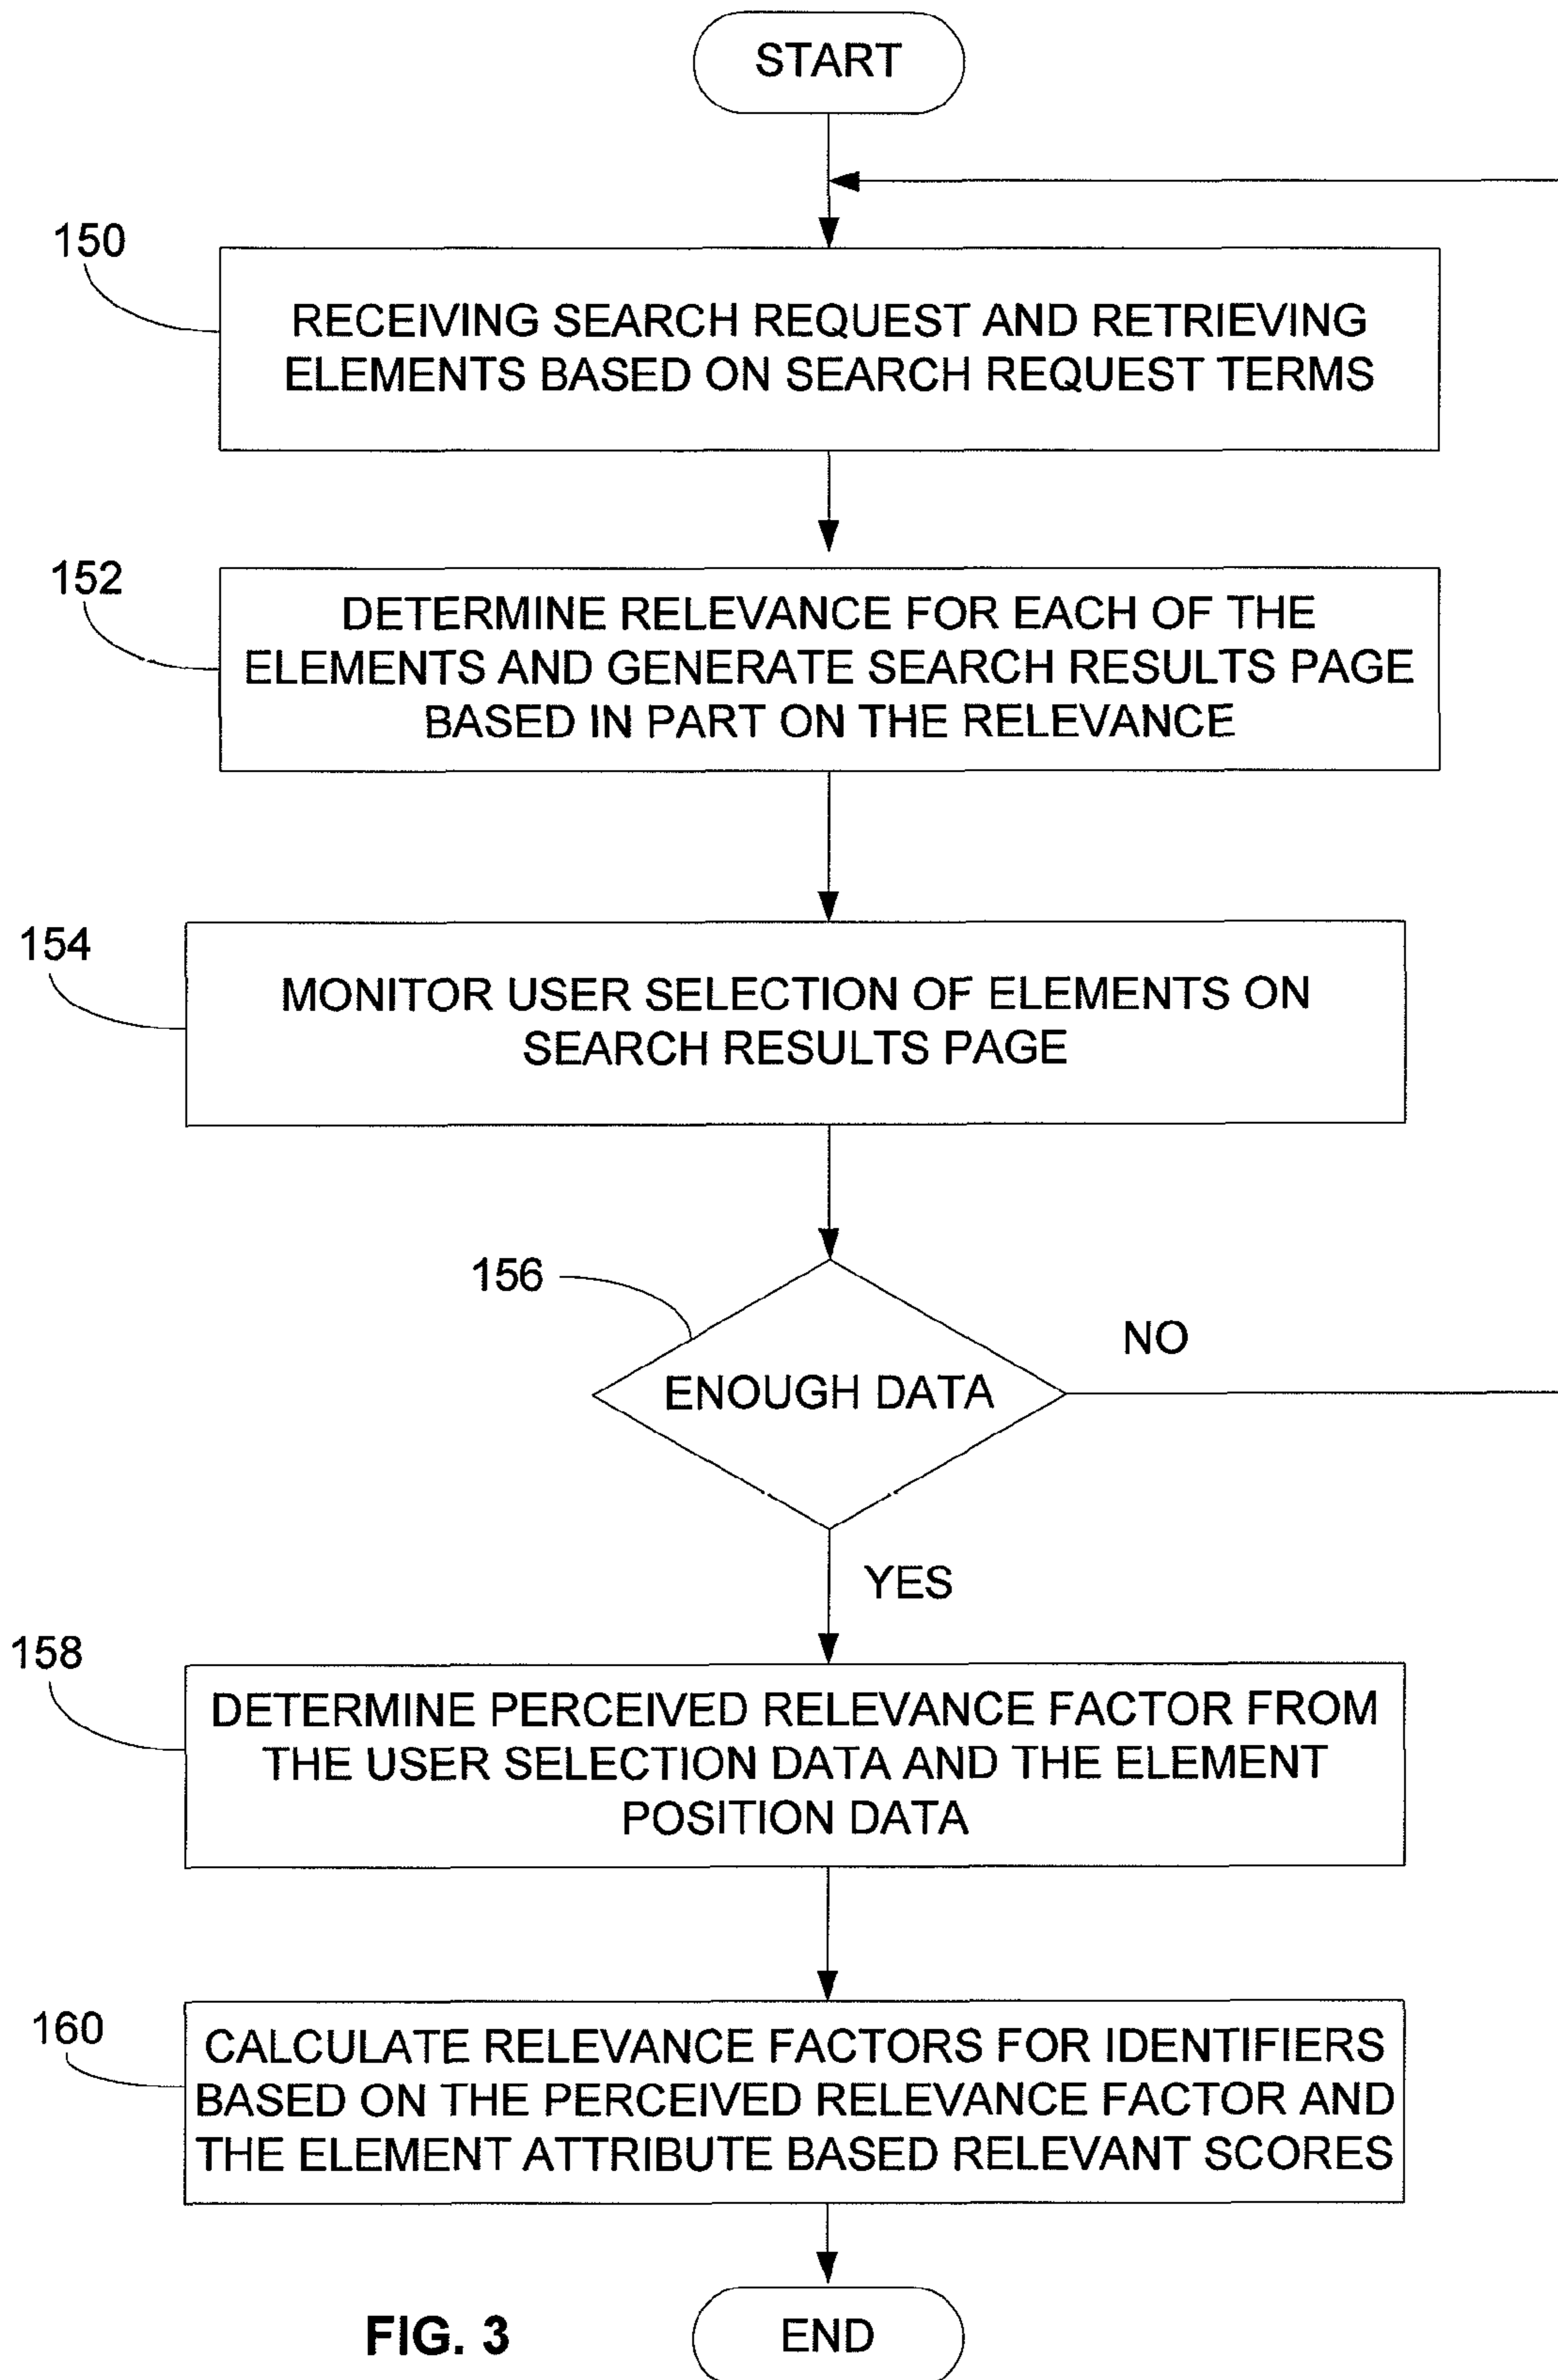 START
150
RECEIVING SEARCH REQUEST AND RETRIEVING
ELEMENTS BASED ON SEARCH REQUEST TERMS
152
DETERMINE RELEVANCE FOR EACH OF THE
ELEMENTS AND GENERATE SEARCH RESULTS PAGE
BASED IN PART ON THE RELEVANCE
154
MONITOR USER SELECTION OF ELEMENTS ON
SEARCH RESULTS PAGE
156
ENOUGH DATA
NO
YES
158
DETERMINE PERCEIVED RELEVANCE FACTOR FROM
THE USER SELECTION DATA AND THE ELEMENT
POSITION DATA
160
CALCULATE RELEVANCE FACTORS FOR IDENTIFIERS
BASED ON THE PERCEIVED RELEVANCE FACTOR AND
THE ELEMENT ATTRIBUTE BASED RELEVANT SCORES
FIG. 3
END